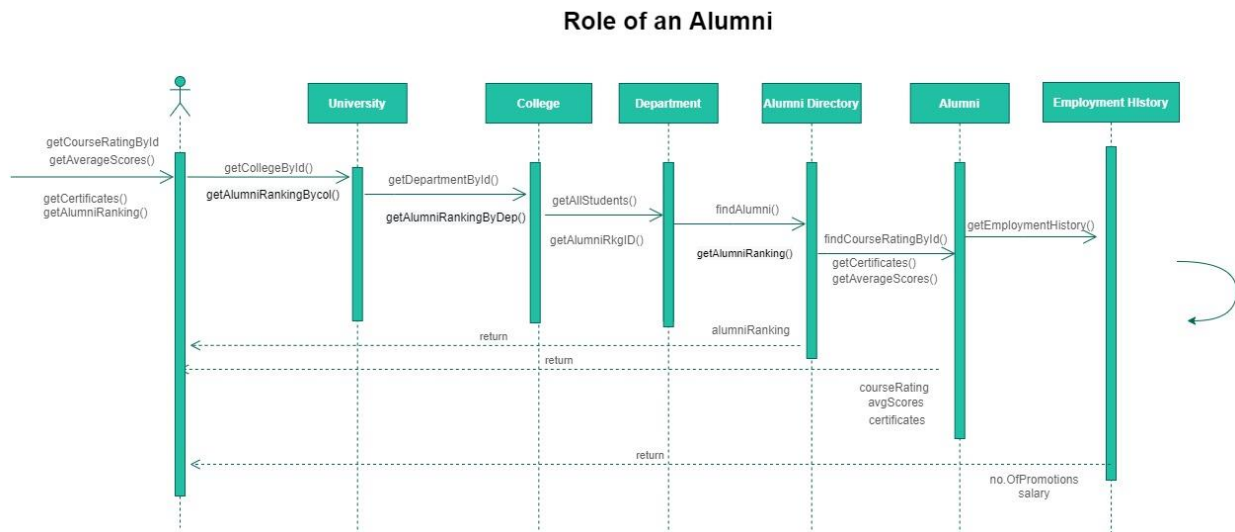 Role of an Alumni
University
College
Department
Alumni Directory
Alumni
Employment History
getCourseRatingById
getAverageScores()
getCertificates()
getAlumniRanking()
getCollegeById()
getAlumniRankingBycol()
getDepartmentById()
getAlumniRankingByDep()
getAllStudents()
getAlumniRkgID()
findAlumni()
getAlumniRanking()
findCourseRatingById()
getCertificates()
getAverageScores()
getEmploymentHistory()
alumniRanking
return
return
courseRating
avgScores
certificates
return
no.OfPromotions
salary